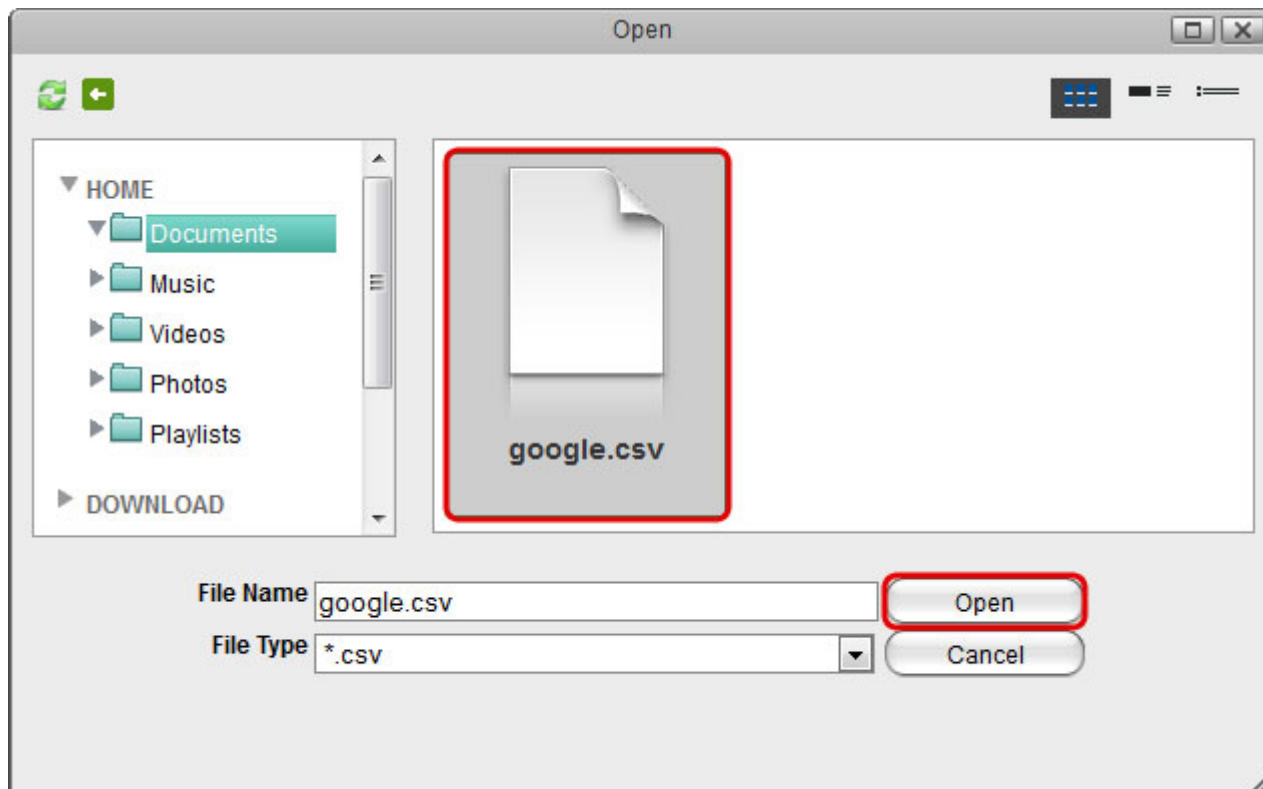 Open
HOME
Documents
Music
Videos
Photos
Playlists
DOWNLOAD
google.csv
File Name google.csv Open
File Type *.csv Cancel